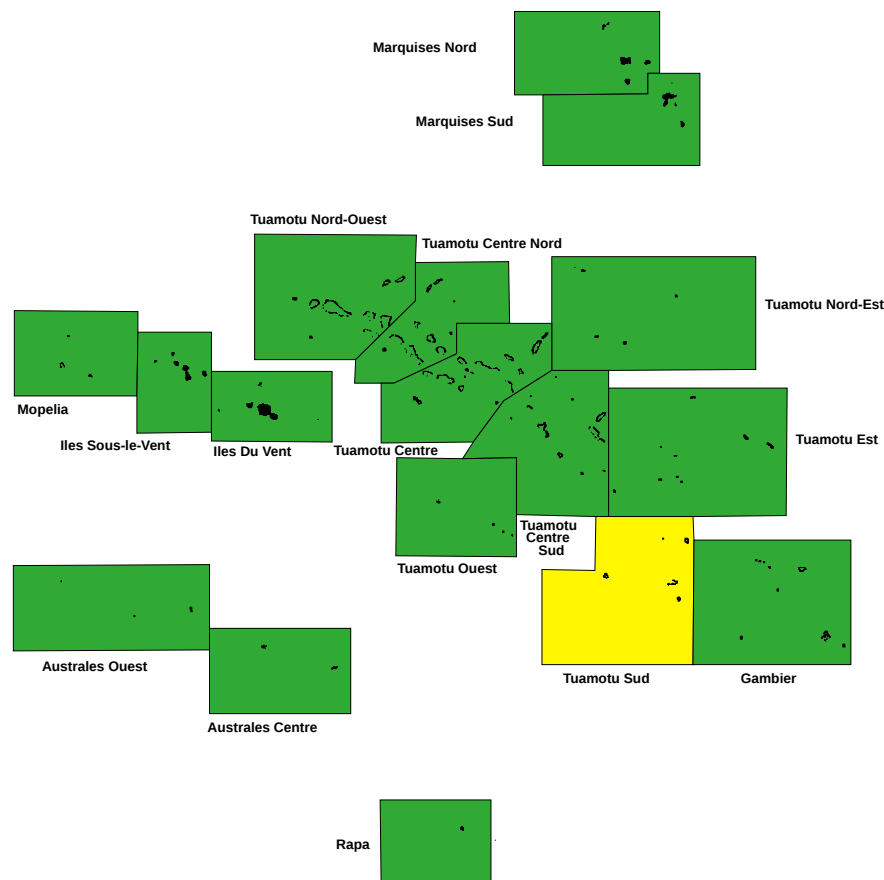 Marquises Nord
Marquises Sud
Tuamotu Nord-Ouest
Tuamotu Centre Nord
Tuamotu Nord-Est
Mopelia
Iles Sous-le-Vent
Iles Du Vent
Tuamotu Centre
Tuamotu Est
Tuamotu
Centre
Sud
Tuamotu Ouest
Australes Ouest
Tuamotu Sud
Gambier
Australes Centre
Rapa